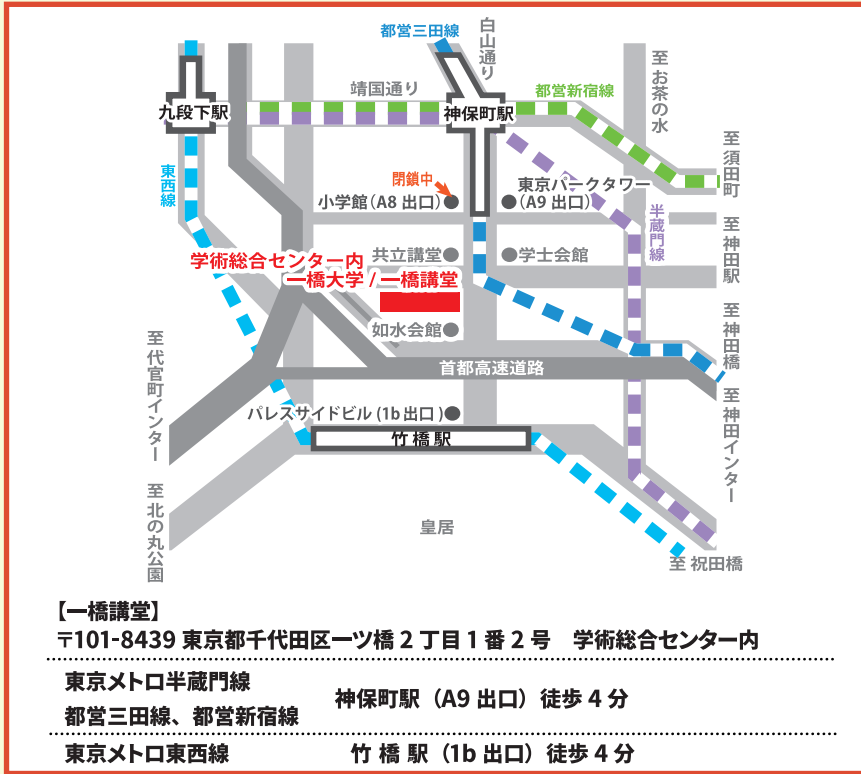 都営三田線
白山通り
至 お茶の水
靖国通り
都営新宿線
九段下駅
神保町駅
至 須田町
東西線
閉鎖中
小学館(A8 出口)
東京パークタワー
(A9 出口)
半蔵門線
至 神田駅
共立講堂
学士会館
学術総合センター内
一橋大学 / 一橋講堂
如水会館
至 神田橋
至 代官町インター
首都高速道路
至 神田インター
パレスサイドビル (1b 出口 )
竹 橋 駅
至 北の丸公園
皇居
至 祝田橋
【一橋講堂】
〒101-8439 東京都千代田区一ツ橋 2 丁目 1 番 2 号　学術総合センター内
東京メトロ半蔵門線
都営三田線、都営新宿線
神保町駅（A9 出口）徒歩 4 分
東京メトロ東西線
竹 橋 駅（1b 出口）徒歩 4 分